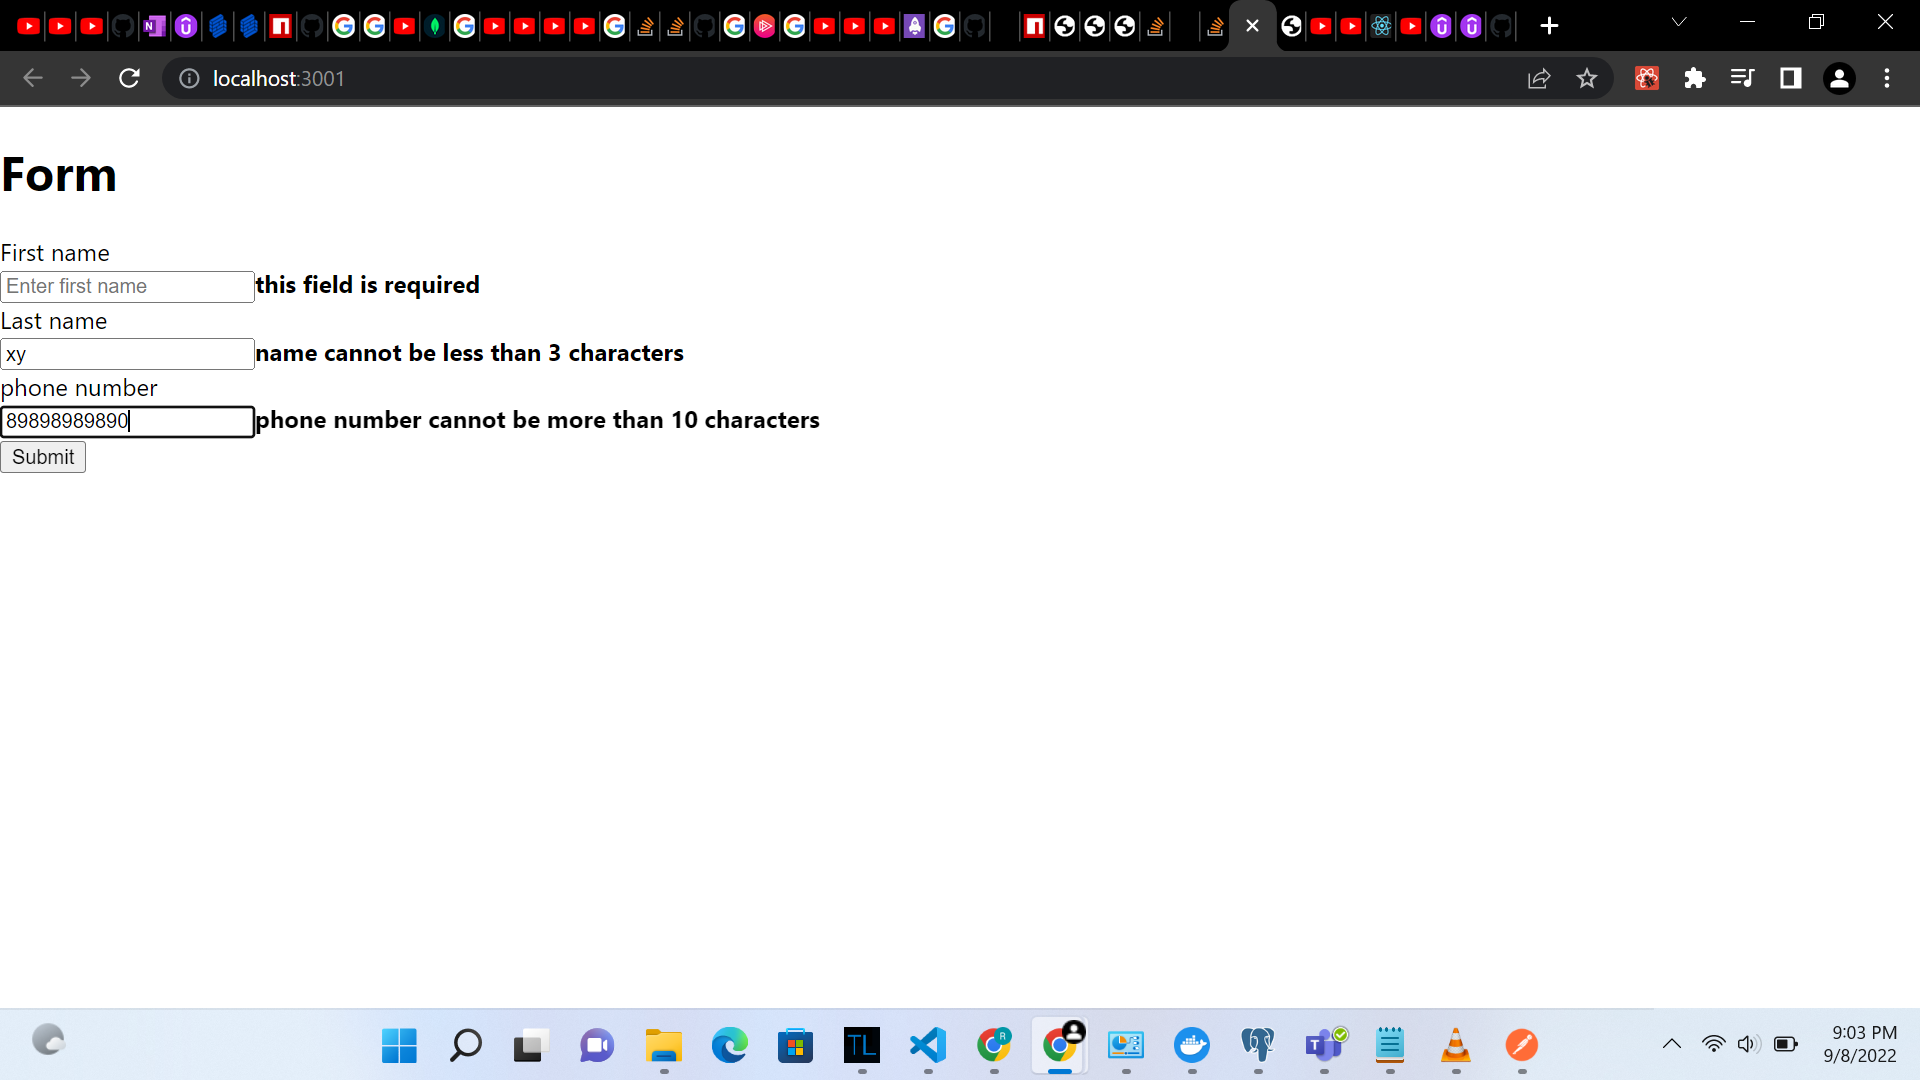 localhost:3001
Form
First name
Enter first name this field is required
Last name
xy name cannot be less than 3 characters
phone number
89898989890 phone number cannot be more than 10 characters
Submit
TL
R
T
9:03 PM
9/8/2022